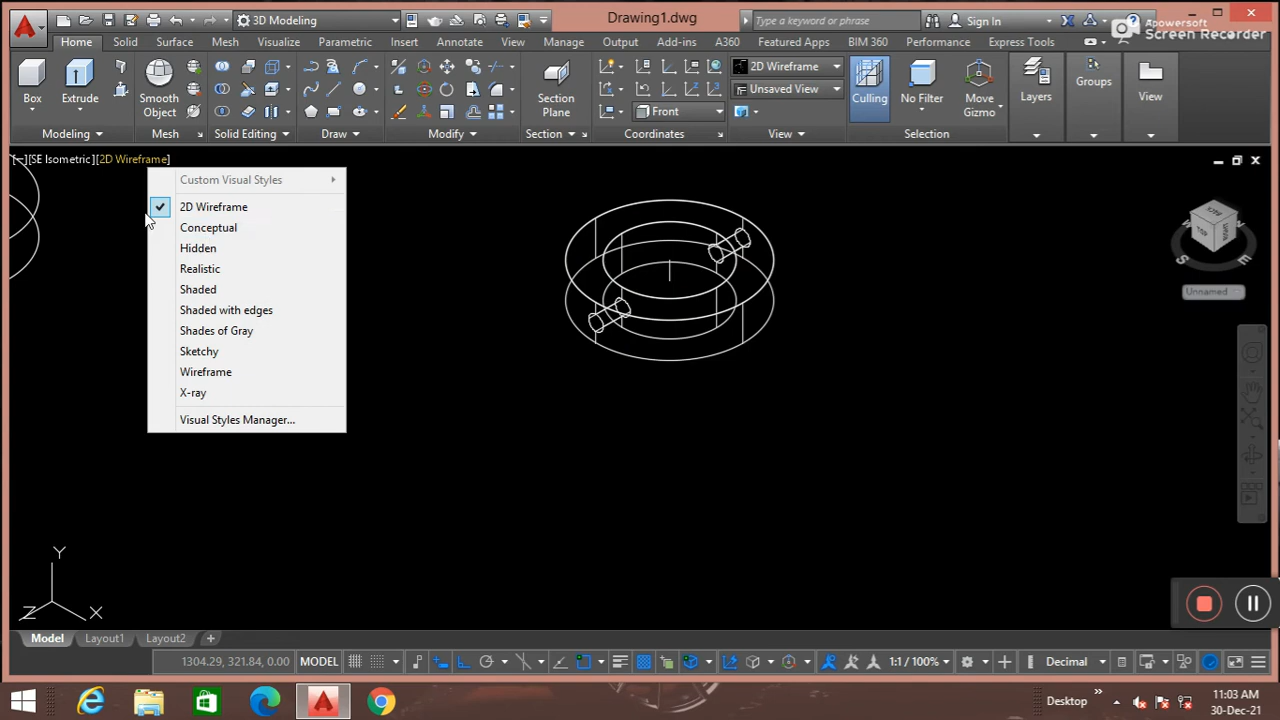 3D Modeling
Drawing1.dwg
Type a keyword or phrase
Sign In
Apowersoft
Screen Recorder
Home Solid Surface Mesh Visualize Parametric Insert Annotate View Manage Output Add-ins A360 Featured Apps BIM 360 Performance Express Tools
Box
Extrude
Smooth
Object
Section
Plane
2D Wireframe
Unsaved View
Front
Culling
No Filter
Move
Gizmo
Layers
Groups
View
Modeling Mesh Solid Editing Draw Modify Section Coordinates View Selection
[−][SE Isometric][2D Wireframe]
Custom Visual Styles
2D Wireframe
Conceptual
Hidden
Realistic
Shaded
Shaded with edges
Shades of Gray
Sketchy
Wireframe
X-ray
Visual Styles Manager...
TOP
S
E
Unnamed
Y
Z
X
Model Layout1 Layout2 +
1304.29, 321.84, 0.00 MODEL 1:1 / 100% Decimal
Desktop
11:03 AM
30-Dec-21